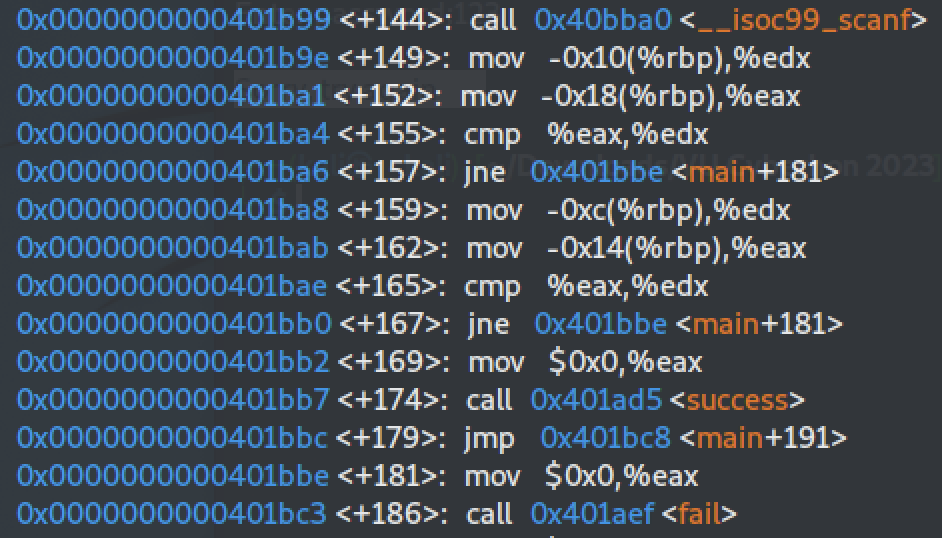 0x0000000000401b99 <+144>: call 0x40bba0 <__isoc99_scanf>
0x0000000000401b9e <+149>: mov -0x10(%rbp),%edx
0x0000000000401ba1 <+152>: mov -0x18(%rbp),%eax
0x0000000000401ba4 <+155>: cmp %eax,%edx
0x0000000000401ba6 <+157>: jne 0x401bbe <main+181>
0x0000000000401ba8 <+159>: mov -0xc(%rbp),%edx
0x0000000000401bab <+162>: mov -0x14(%rbp),%eax
0x0000000000401bae <+165>: cmp %eax,%edx
0x0000000000401bb0 <+167>: jne 0x401bbe <main+181>
0x0000000000401bb2 <+169>: mov $0x0,%eax
0x0000000000401bb7 <+174>: call 0x401ad5 <success>
0x0000000000401bbc <+179>: jmp 0x401bc8 <main+191>
0x0000000000401bbe <+181>: mov $0x0,%eax
0x0000000000401bc3 <+186>: call 0x401aef <fail>